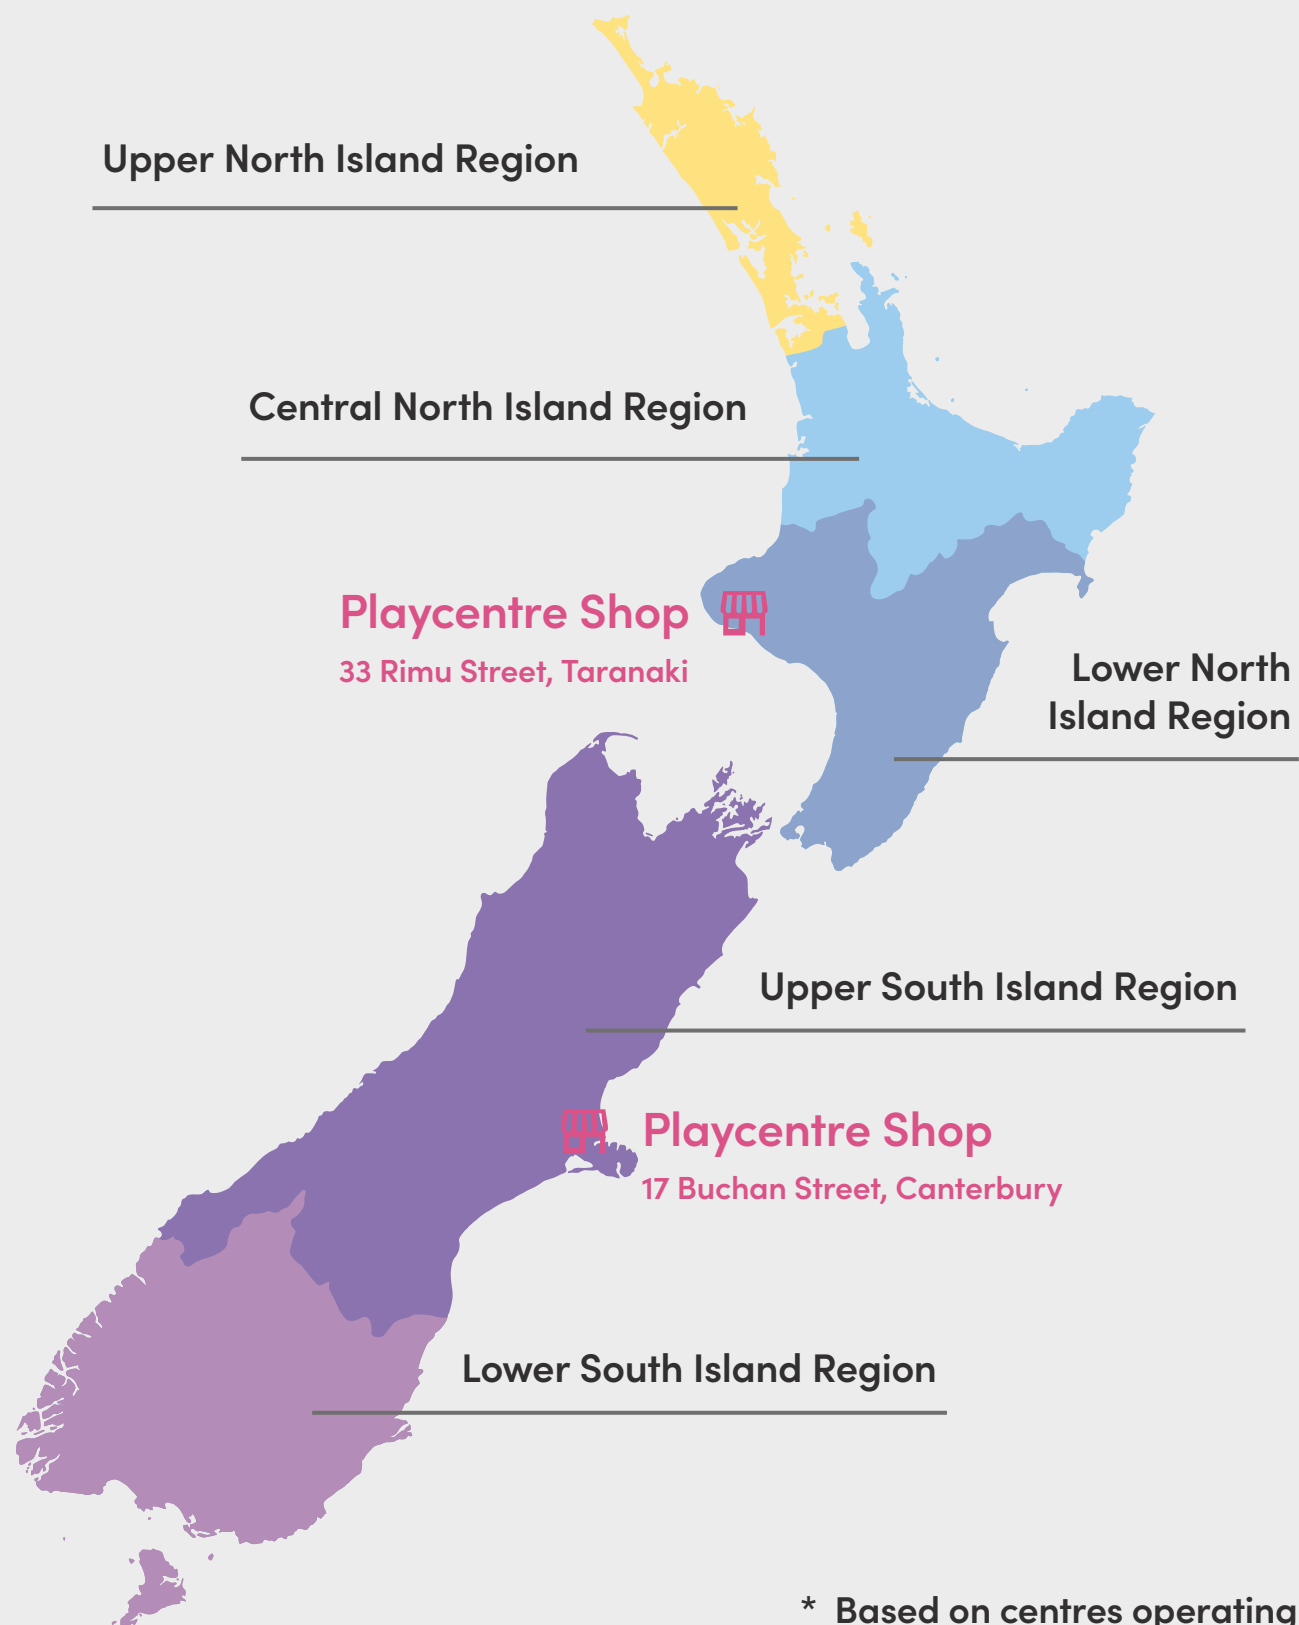 Upper North Island Region
Central North Island Region
Playcentre Shop
33 Rimu Street, Taranaki
Lower North
Island Region
Upper South Island Region
Playcentre Shop
17 Buchan Street, Canterbury
Lower South Island Region
* Based on centres operating